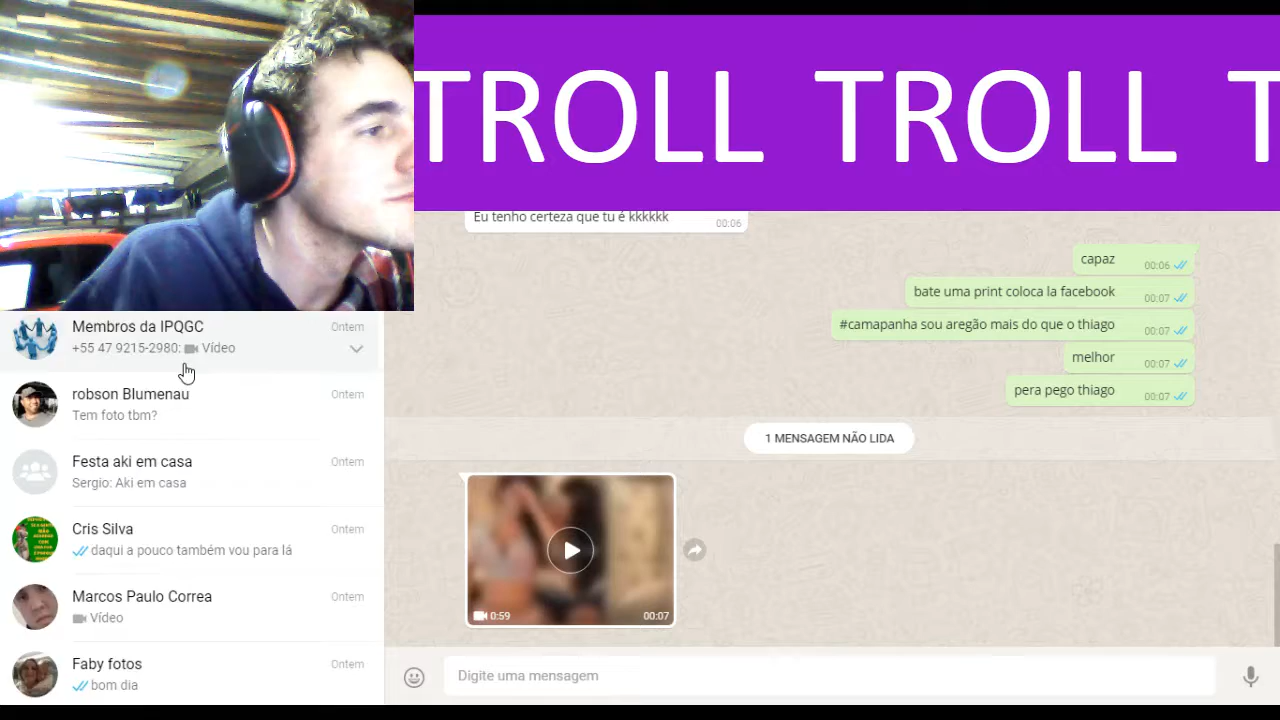 TROLL TROLL T
Eu tenho certeza que tu é kkkkkk 00:06
capaz 00:06
bate uma print coloca la facebook 00:07
#camapanha sou aregão mais do que o thiago 00:07
melhor 00:07
pera pego thiago 00:07
1 MENSAGEM NÃO LIDA
0:59 00:07
Digite uma mensagem
Membros da IPQGC Ontem
+55 47 9215-2980: Vídeo
robson Blumenau Ontem
Tem foto tbm?
Festa aki em casa Ontem
Sergio: Aki em casa
Cris Silva Ontem
daqui a pouco também vou para lá
Marcos Paulo Correa Ontem
Vídeo
Faby fotos Ontem
bom dia